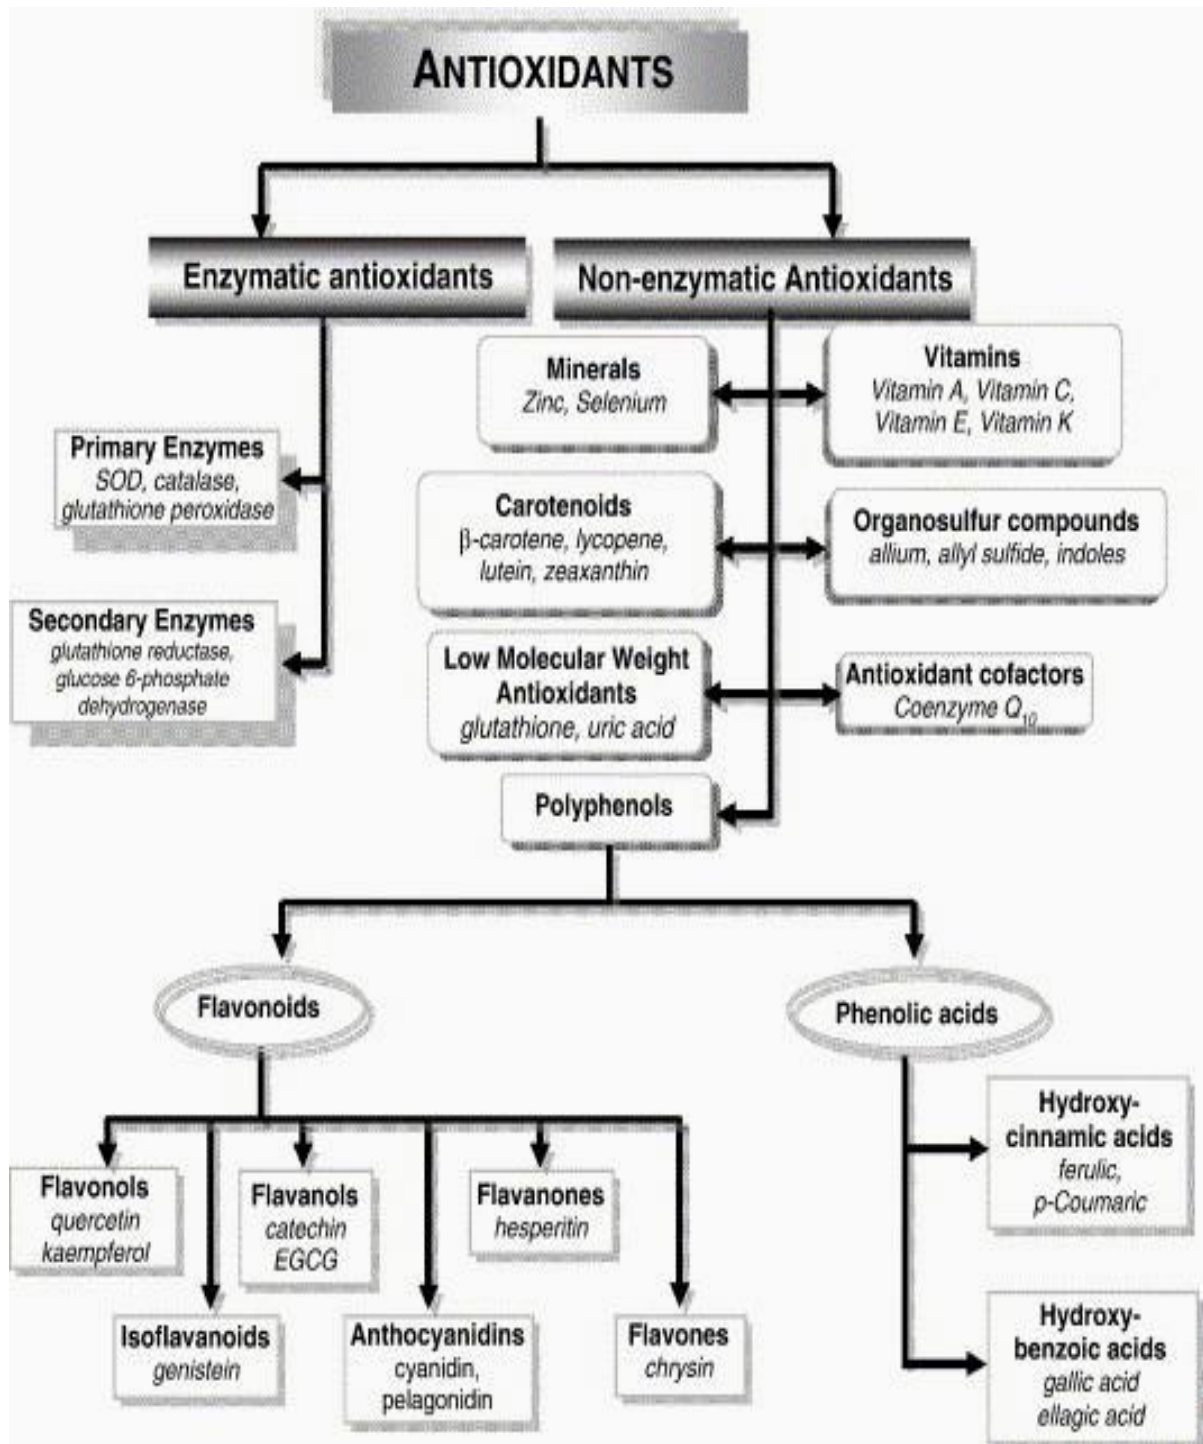 ANTIOXIDANTS
Enzymatic antioxidants
Non-enzymatic Antioxidants
Minerals
Zinc, Selenium
Vitamins
Vitamin A, Vitamin C,
Vitamin E, Vitamin K
Primary Enzymes
SOD, catalase,
glutathione peroxidase
Carotenoids
β-carotene, lycopene,
lutein, zeaxanthin
Organosulfur compounds
allium, allyl sulfide, indoles
Secondary Enzymes
glutathione reductase,
glucose 6-phosphate
dehydrogenase
Low Molecular Weight
Antioxidants
glutathione, uric acid
Antioxidant cofactors
Coenzyme Q₁₀
Polyphenols
Flavonoids
Phenolic acids
Flavonols
quercetin
kaempferol
Flavanols
catechin
EGCG
Flavanones
hesperitin
Hydroxy-
cinnamic acids
ferulic,
p-Coumaric
Isoflavanoids
genistein
Anthocyanidins
cyanidin,
pelagonidin
Flavones
chrysin
Hydroxy-
benzoic acids
gallic acid
ellagic acid